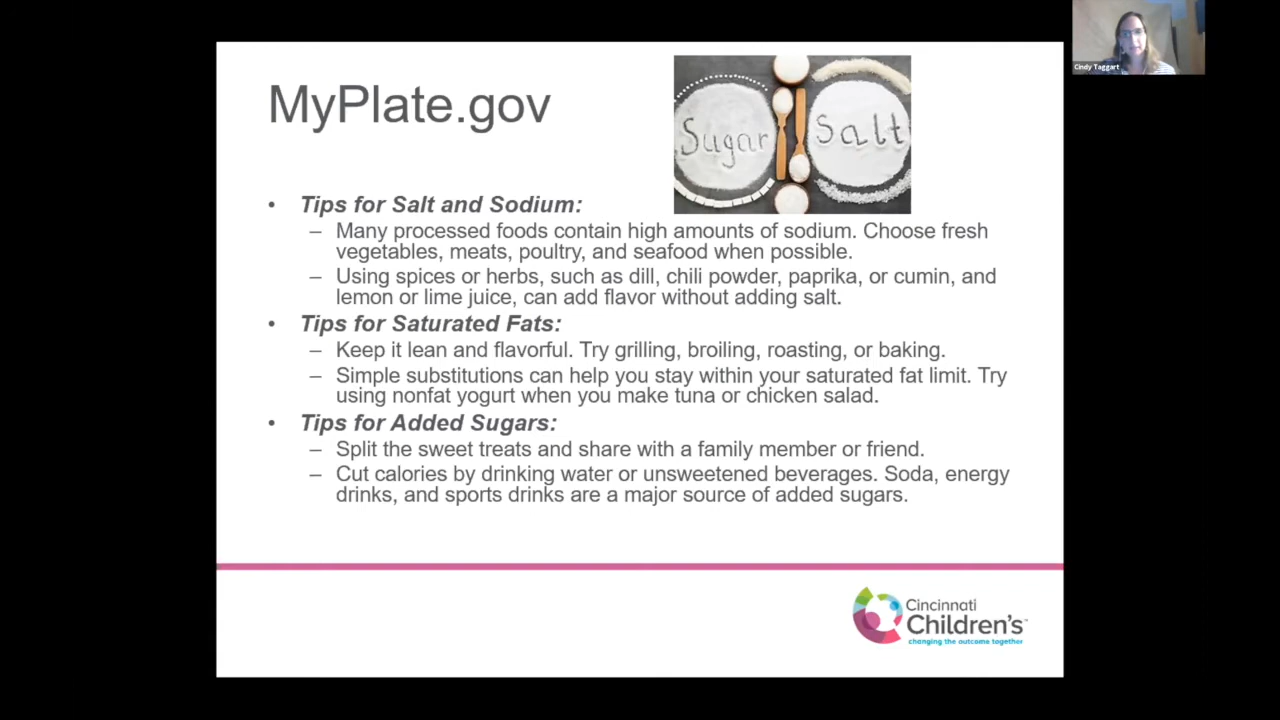 Cindy Taggart
MyPlate.gov
Sugar
Salt
• Tips for Salt and Sodium:
– Many processed foods contain high amounts of sodium. Choose fresh
vegetables, meats, poultry, and seafood when possible.
– Using spices or herbs, such as dill, chili powder, paprika, or cumin, and
lemon or lime juice, can add flavor without adding salt.
• Tips for Saturated Fats:
– Keep it lean and flavorful. Try grilling, broiling, roasting, or baking.
– Simple substitutions can help you stay within your saturated fat limit. Try
using nonfat yogurt when you make tuna or chicken salad.
• Tips for Added Sugars:
– Split the sweet treats and share with a family member or friend.
– Cut calories by drinking water or unsweetened beverages. Soda, energy
drinks, and sports drinks are a major source of added sugars.
Cincinnati
Children's™
changing the outcome together